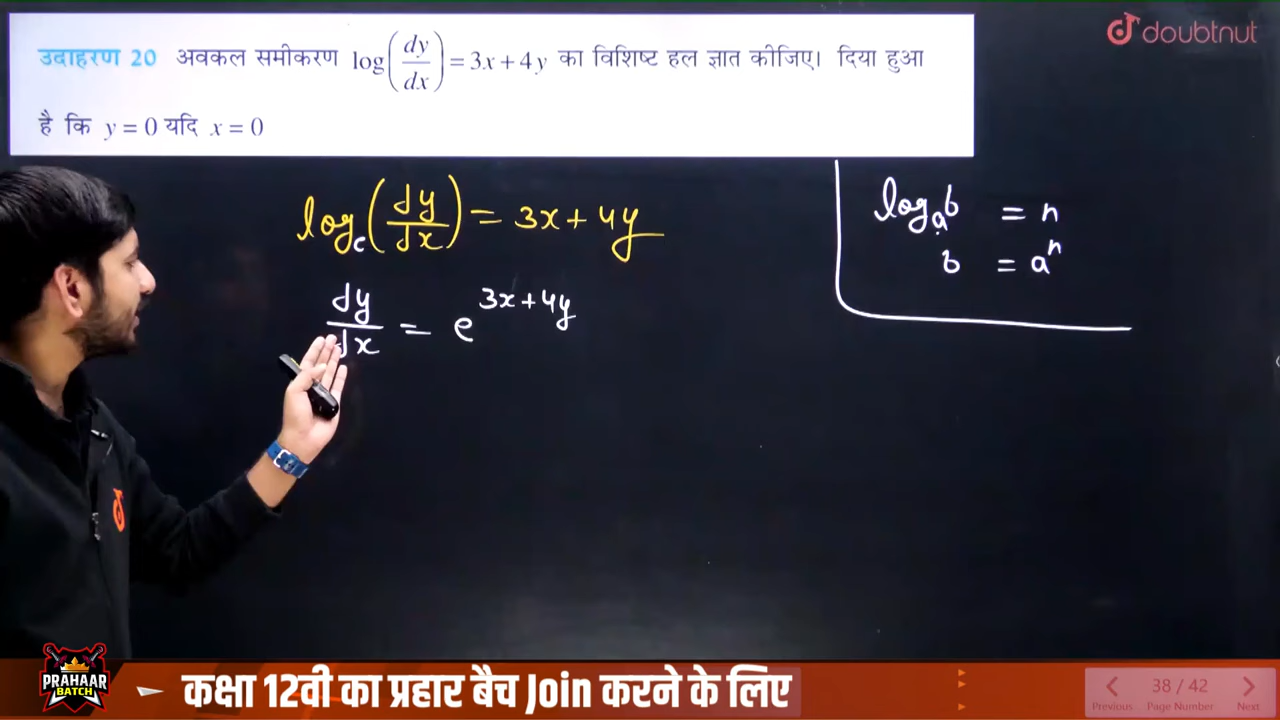 उदाहरण 20 अवकल समीकरण log(dy/dx) = 3x + 4y का विशिष्ट हल ज्ञात कीजिए। दिया हुआ
है कि y = 0 यदि x = 0
doubtnut
log_e(dy/dx) = 3x + 4y
dy/dx = e^(3x + 4y)
log_a b = n
b = a^n
PRAHAAR
BATCH
कक्षा 12वी का प्रहार बैच Join करने के लिए
38 / 42
Previous Page Number Next